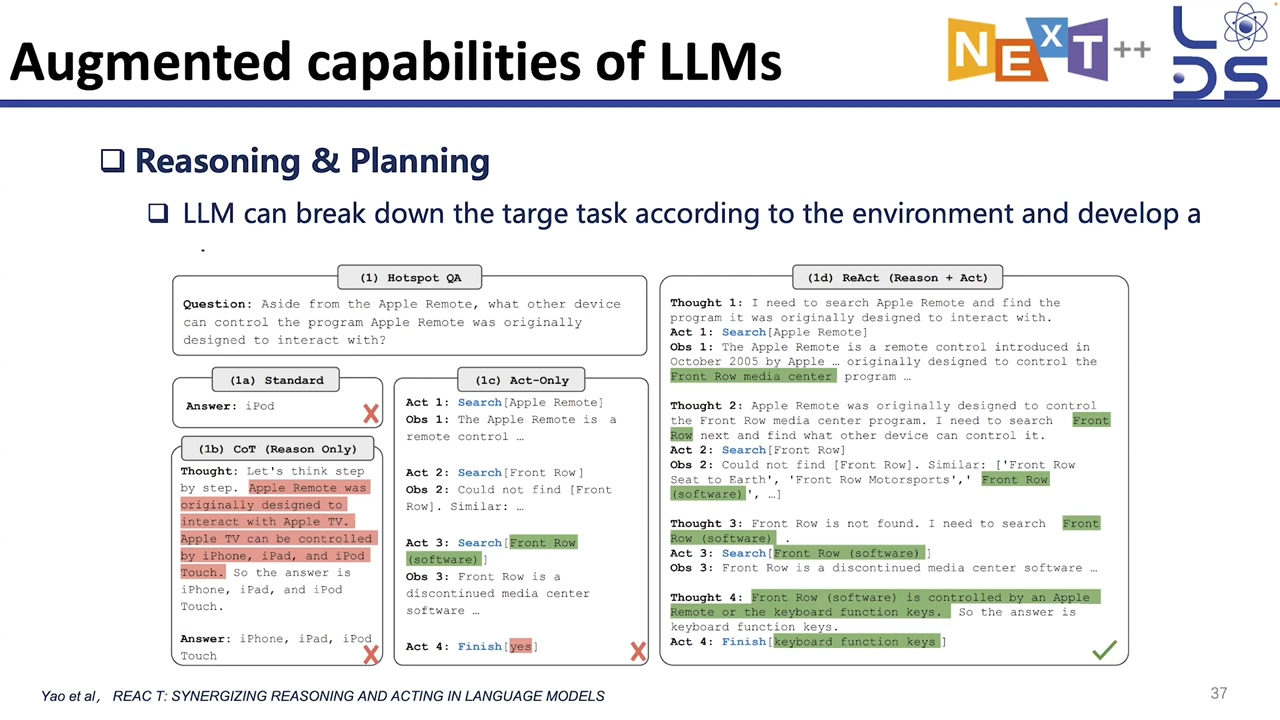 Augmented capabilities of LLMs
NExT++
LDS
Reasoning & Planning
LLM can break down the targe task according to the environment and develop a
(1) Hotspot QA
Question: Aside from the Apple Remote, what other device
can control the program Apple Remote was originally
designed to interact with?
(1a) Standard
Answer: iPod
(1b) CoT (Reason Only)
Thought: Let's think step
by step. Apple Remote was
originally designed to
interact with Apple TV.
Apple TV can be controlled
by iPhone, iPad, and iPod
Touch. So the answer is
iPhone, iPad, and iPod
Touch.
Answer: iPhone, iPad, iPod
Touch
(1c) Act-Only
Act 1: Search[Apple Remote]
Obs 1: The Apple Remote is a
remote control …
Act 2: Search[Front Row]
Obs 2: Could not find [Front
Row]. Similar: …
Act 3: Search[Front Row
(software)]
Obs 3: Front Row is a
discontinued media center
software …
Act 4: Finish[yes]
(1d) ReAct (Reason + Act)
Thought 1: I need to search Apple Remote and find the
program it was originally designed to interact with.
Act 1: Search[Apple Remote]
Obs 1: The Apple Remote is a remote control introduced in
October 2005 by Apple … originally designed to control the
Front Row media center program …
Thought 2: Apple Remote was originally designed to control
the Front Row media center program. I need to search Front
Row next and find what other device can control it.
Act 2: Search[Front Row]
Obs 2: Could not find [Front Row]. Similar: ['Front Row
Seat to Earth', 'Front Row Motorsports',' Front Row
(software)', …]
Thought 3: Front Row is not found. I need to search Front
Row (software) .
Act 3: Search[Front Row (software)]
Obs 3: Front Row is a discontinued media center software …
Thought 4: Front Row (software) is controlled by an Apple
Remote or the keyboard function keys. So the answer is
keyboard function keys.
Act 4: Finish[keyboard function keys]
Yao et al, REAC T: SYNERGIZING REASONING AND ACTING IN LANGUAGE MODELS
37